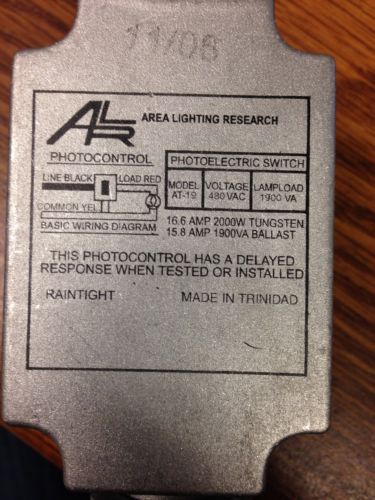 11/06
ALR AREA LIGHTING RESEARCH
PHOTOCONTROL
LINE BLACK LOAD RED
COMMON YEL
BASIC WIRING DIAGRAM
PHOTOELECTRIC SWITCH
MODEL VOLTAGE LAMPLOAD
AT-19 480 VAC 1900 VA
16.6 AMP 2000W TUNGSTEN
15.8 AMP 1900VA BALLAST
THIS PHOTOCONTROL HAS A DELAYED
RESPONSE WHEN TESTED OR INSTALLED
RAINTIGHT MADE IN TRINIDAD